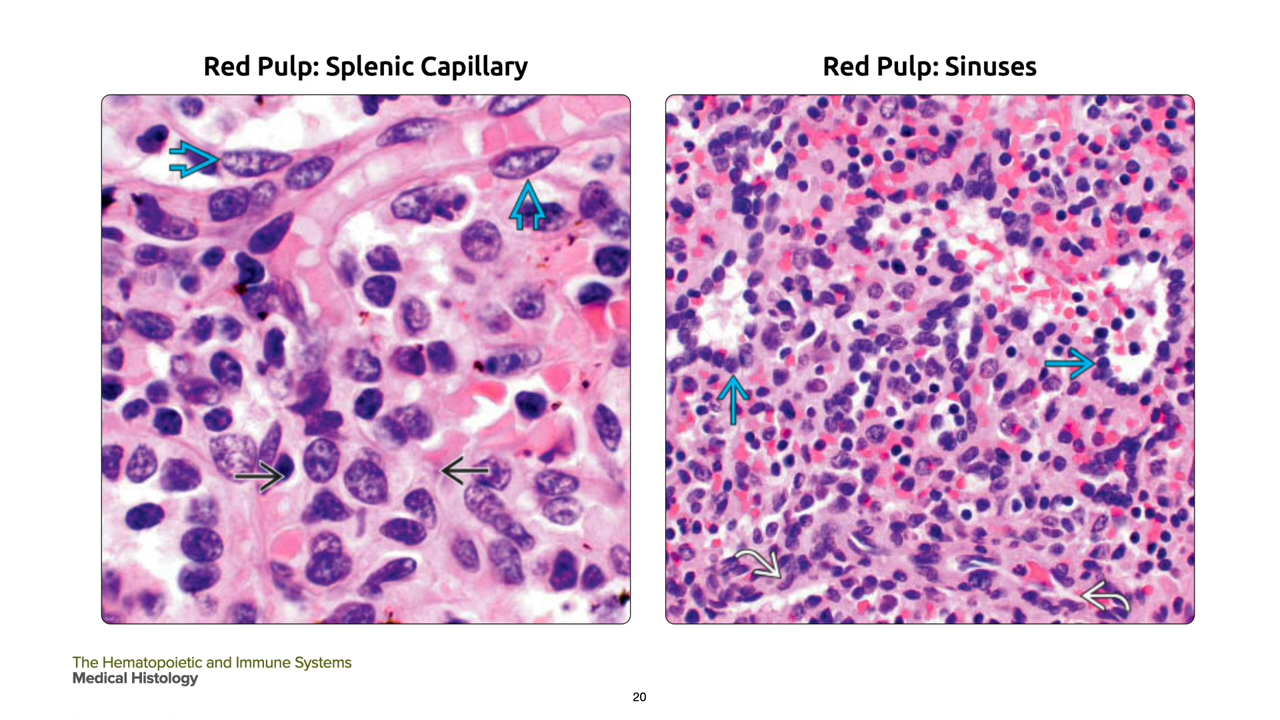 Red Pulp: Splenic Capillary
Red Pulp: Sinuses
The Hematopoietic and Immune Systems
Medical Histology
20